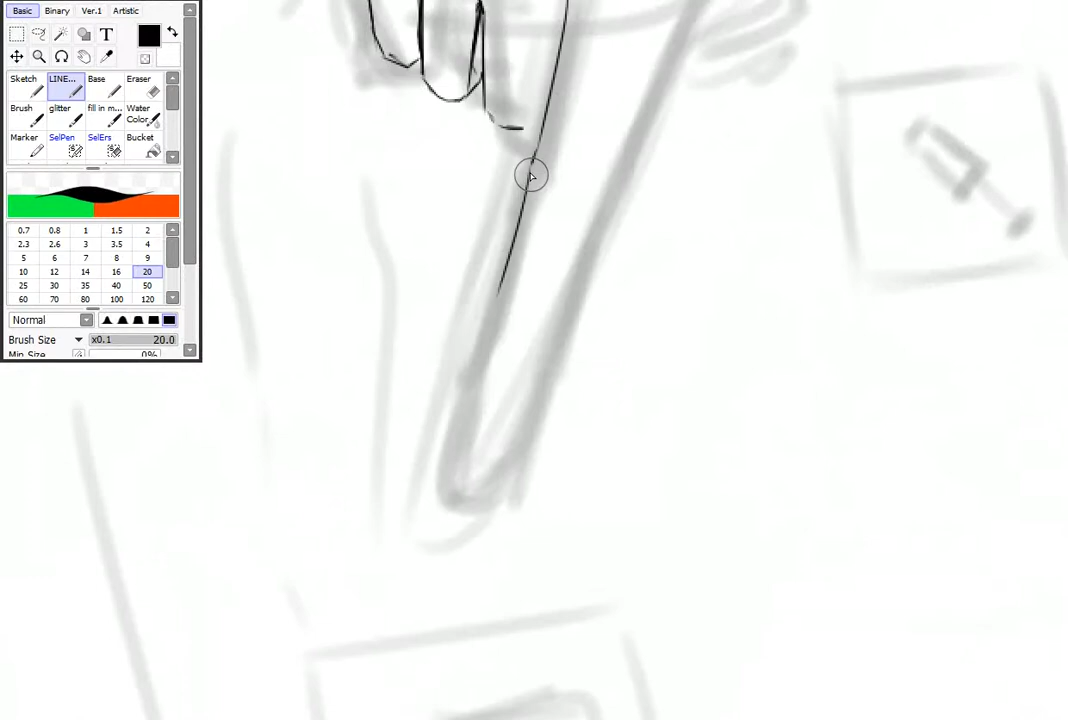 Basic Binary Ver.1 Artistic
T
Sketch LINE... Base Eraser
Brush glitter fill in m... Water Color
Marker SelPen SelErs Bucket
0.7 0.8 1 1.5 2
2.3 2.6 3 3.5 4
5 6 7 8 9
10 12 14 16 20
25 30 35 40 50
60 70 80 100 120
Normal
Brush Size x0.1 20.0
Min Size 0%